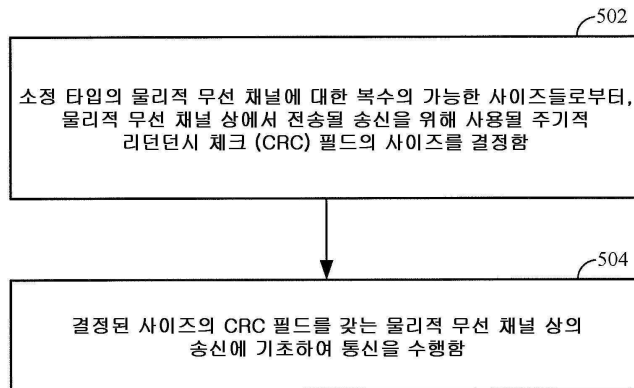 502
소정 타입의 물리적 무선 채널에 대한 복수의 가능한 사이즈들로부터,
물리적 무선 채널 상에서 전송될 송신을 위해 사용될 주기적
리던던시 체크 (CRC) 필드의 사이즈를 결정함
504
결정된 사이즈의 CRC 필드를 갖는 물리적 무선 채널 상의
송신에 기초하여 통신을 수행함